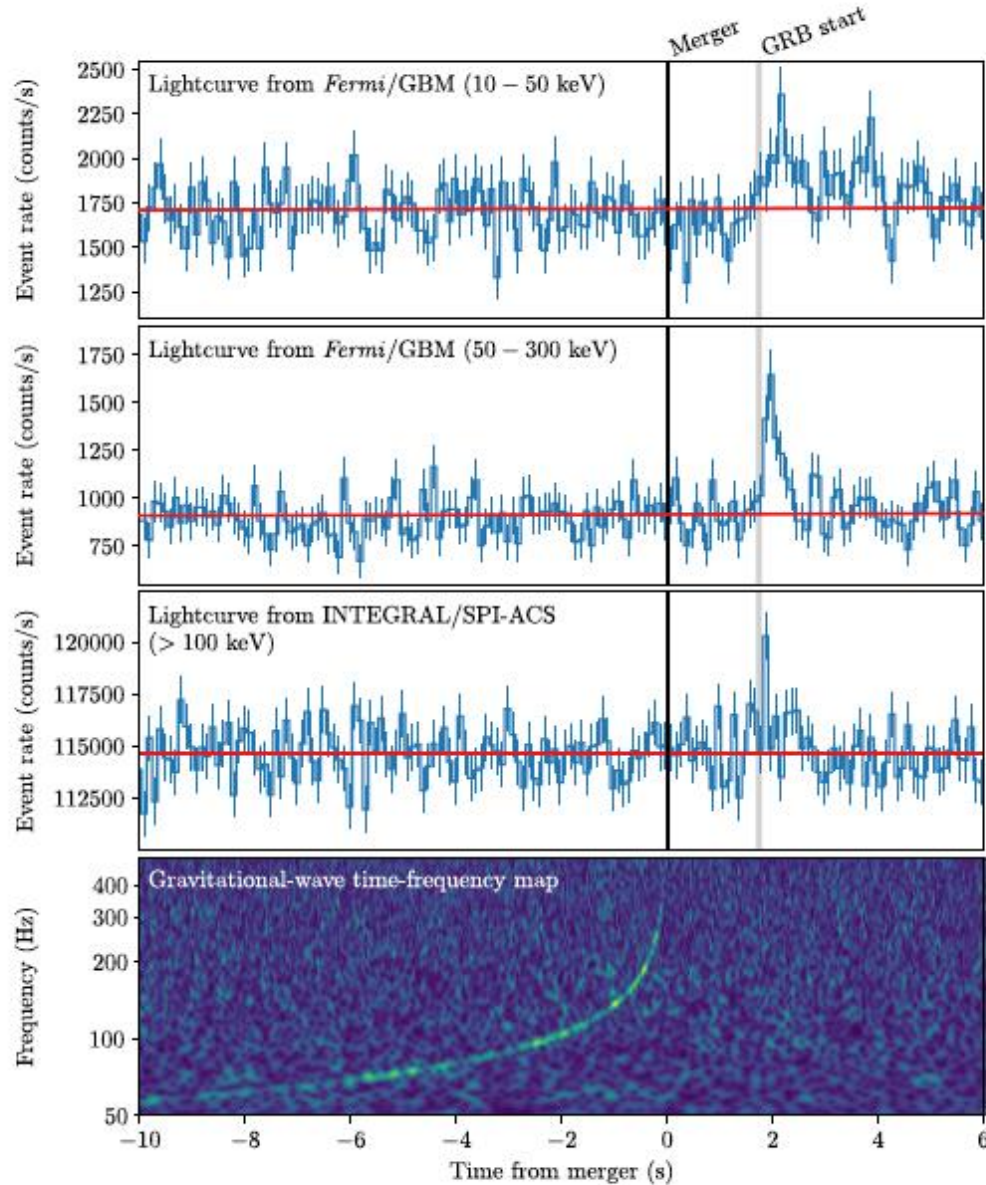 Merger
GRB start
Lightcurve from Fermi/GBM (10 − 50 keV)
Event rate (counts/s)
2500
2250
2000
1750
1500
1250
Lightcurve from Fermi/GBM (50 − 300 keV)
Event rate (counts/s)
1750
1500
1250
1000
750
Lightcurve from INTEGRAL/SPI-ACS
(> 100 keV)
Event rate (counts/s)
120000
117500
115000
112500
Gravitational-wave time-frequency map
Frequency (Hz)
400
300
200
100
50
−10
−8
−6
−4
−2
0
2
4
6
Time from merger (s)